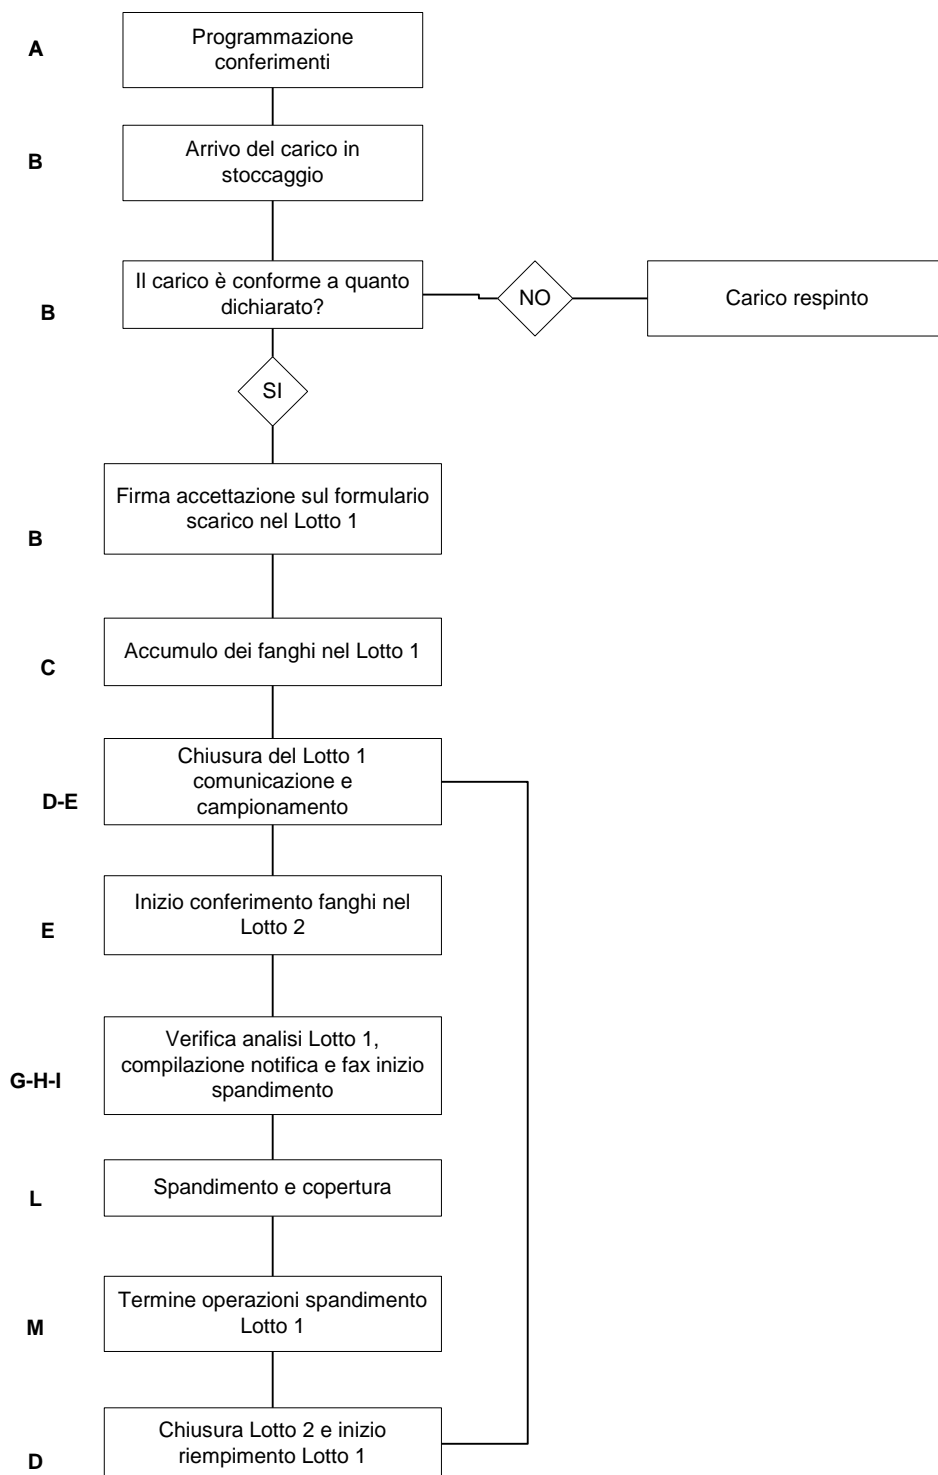 A
Programmazione
conferimenti
B
Arrivo del carico in
stoccaggio
B
Il carico è conforme a quanto
dichiarato?
NO
Carico respinto
SI
B
Firma accettazione sul formulario
scarico nel Lotto 1
C
Accumulo dei fanghi nel Lotto 1
D-E
Chiusura del Lotto 1
comunicazione e
campionamento
E
Inizio conferimento fanghi nel
Lotto 2
G-H-I
Verifica analisi Lotto 1,
compilazione notifica e fax inizio
spandimento
L
Spandimento e copertura
M
Termine operazioni spandimento
Lotto 1
D
Chiusura Lotto 2 e inizio
riempimento Lotto 1